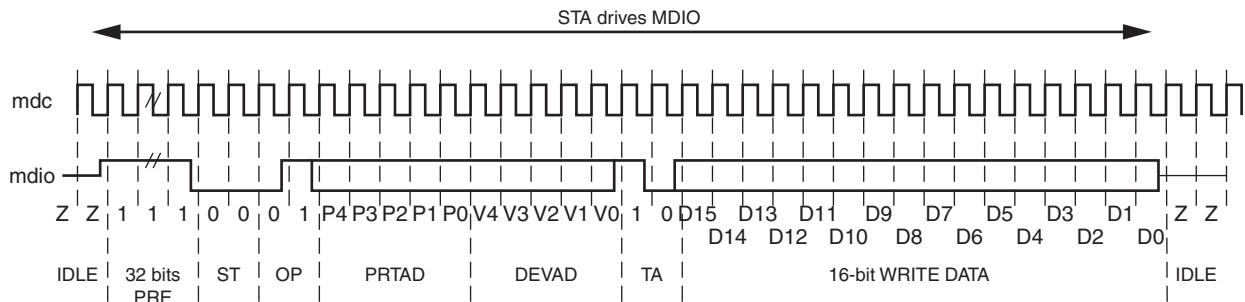 STA drives MDIO
mdc
mdio
Z Z 1 1 1 0 0 0 1 P4 P3 P2 P1 P0 V4 V3 V2 V1 V0 1 0 D15 D13 D11 D9 D7 D5 D3 D1 Z Z
D14 D12 D10 D8 D6 D4 D2 D0
IDLE 32 bits ST OP PRTAD DEVAD TA 16-bit WRITE DATA IDLE
PRE